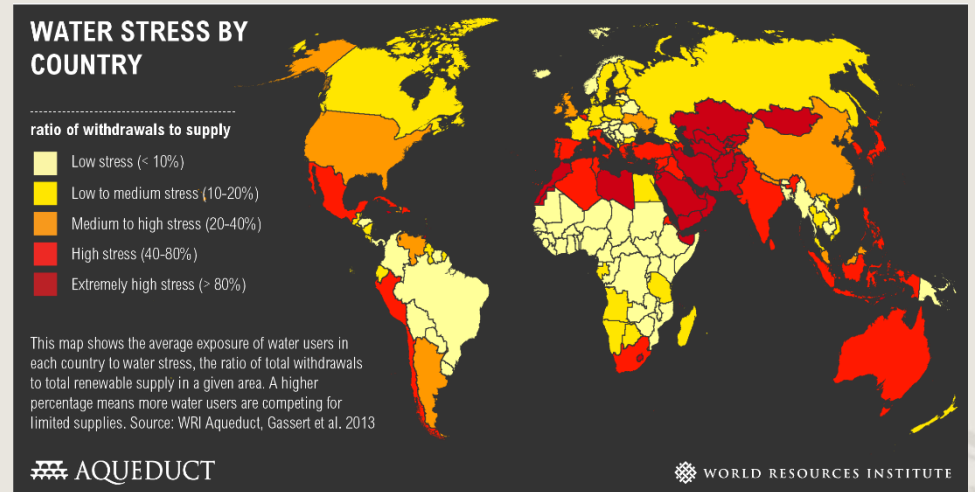 WATER STRESS BY
COUNTRY
ratio of withdrawals to supply
Low stress (< 10%)
Low to medium stress (10-20%)
Medium to high stress (20-40%)
High stress (40-80%)
Extremely high stress (> 80%)
This map shows the average exposure of water users in
each country to water stress, the ratio of total withdrawals
to total renewable supply in a given area. A higher
percentage means more water users are competing for
limited supplies. Source: WRI Aqueduct, Gassert et al. 2013
AQUEDUCT
WORLD RESOURCES INSTITUTE